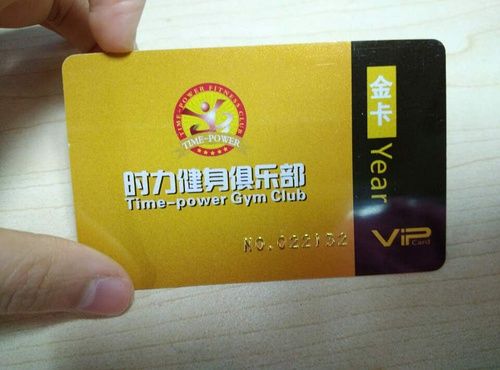 TIME-POWER FITNESS CLUB
TIME-POWER
时力健身俱乐部
Time-power Gym Club
NO.022132
金卡
Year
ViP
Card